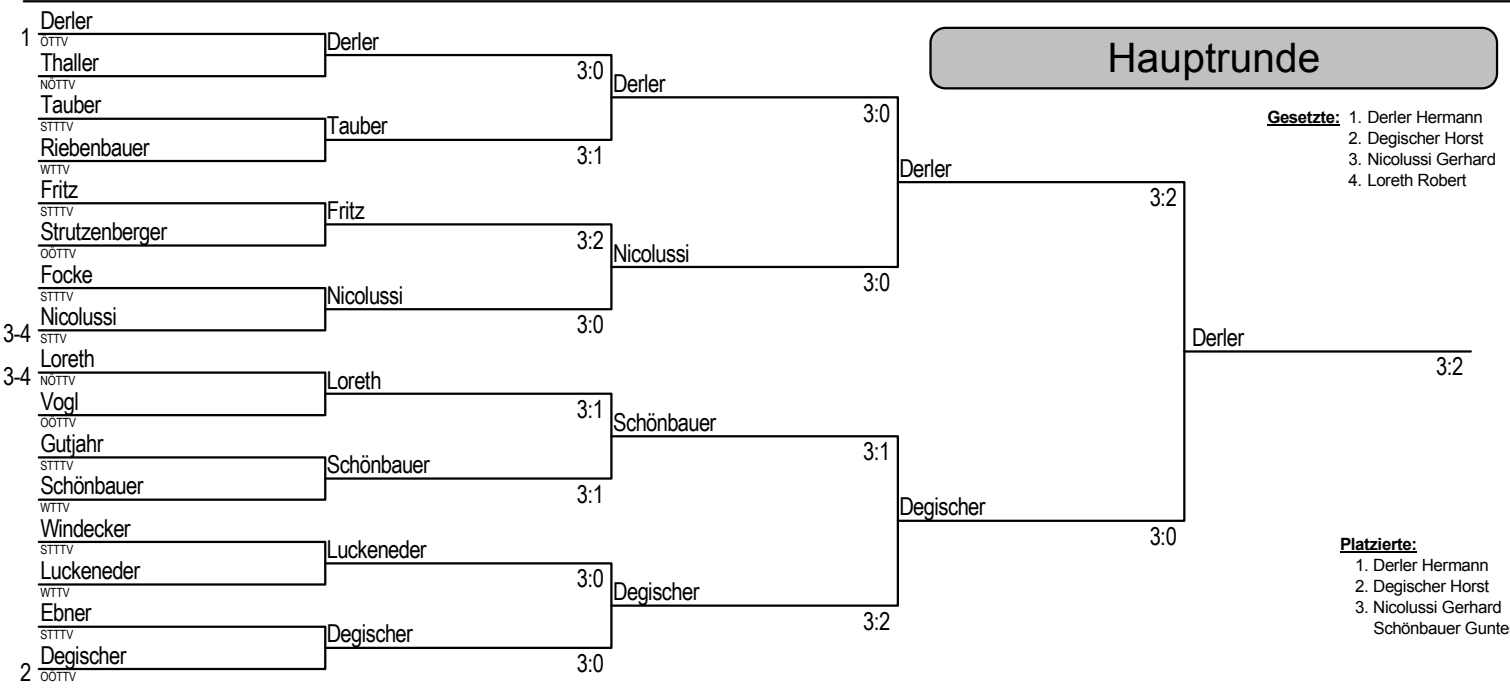 Derler
1
ÖTTV
Derler
Thaller
3:0
NÖTTV
Derler
Tauber
3:0
STTTV
Tauber
Riebenbauer
3:1
WTTV
Derler
Fritz
3:2
STTTV
Fritz
Strutzenberger
3:2
OÖTTV
Nicolussi
Focke
3:0
STTTV
Nicolussi
Nicolussi
3:0
3-4
STTV
Derler
3:2
Loreth
3-4
NÖTTV
Loreth
Vogl
3:1
OÖTTV
Schönbauer
Gutjahr
3:1
STTTV
Schönbauer
Schönbauer
3:1
WTTV
Degischer
Windecker
3:0
STTTV
Luckeneder
Luckeneder
3:0
WTTV
Degischer
Ebner
3:2
STTTV
Degischer
Degischer
3:0
2
OÖTTV
Hauptrunde
Gesetzte: 1. Derler Hermann
2. Degischer Horst
3. Nicolussi Gerhard
4. Loreth Robert
Platzierte:
1. Derler Hermann
2. Degischer Horst
3. Nicolussi Gerhard
Schönbauer Gunte